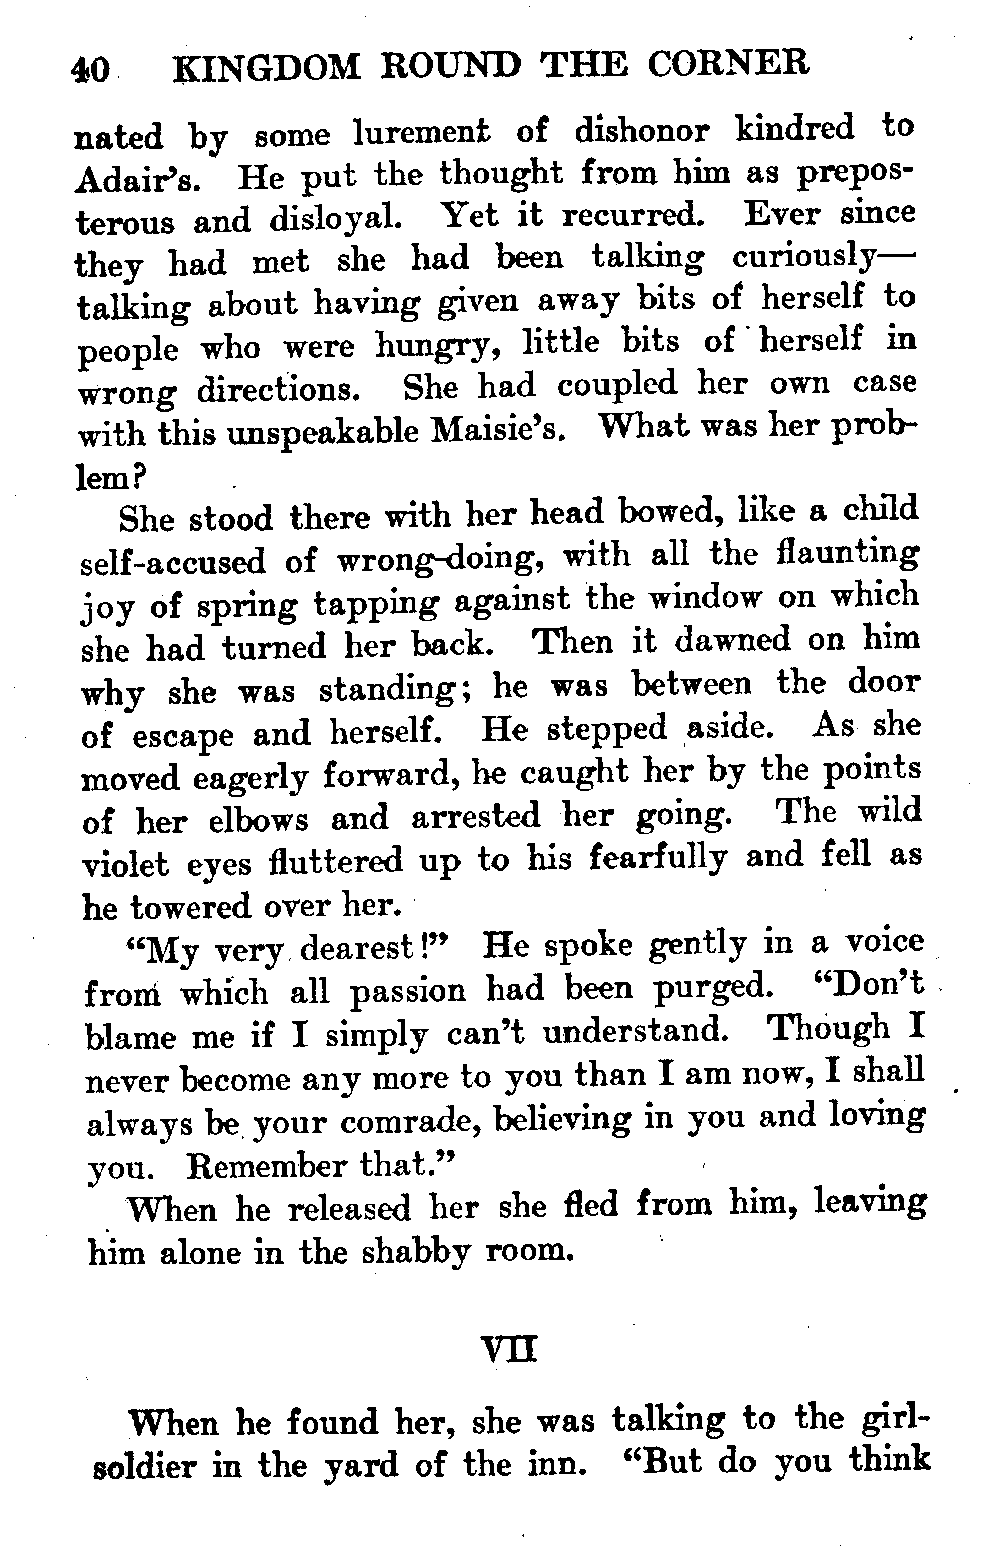 40 KINGDOM ROUND THE CORNER
nated by some lurement of dishonor kindred to
Adair's. He put the thought from him as prepos-
terous and disloyal. Yet it recurred. Ever since
they had met she had been talking curiously—
talking about having given away bits of herself to
people who were hungry, little bits of herself in
wrong directions. She had coupled her own case
with this unspeakable Maisie's. What was her prob-
lem?
She stood there with her head bowed, like a child
self-accused of wrong-doing, with all the flaunting
joy of spring tapping against the window on which
she had turned her back. Then it dawned on him
why she was standing; he was between the door
of escape and herself. He stepped aside. As she
moved eagerly forward, he caught her by the points
of her elbows and arrested her going. The wild
violet eyes fluttered up to his fearfully and fell as
he towered over her.
"My very dearest!" He spoke gently in a voice
from which all passion had been purged. "Don't
blame me if I simply can't understand. Though I
never become any more to you than I am now, I shall
always be your comrade, believing in you and loving
you. Remember that."
When he released her she fled from him, leaving
him alone in the shabby room.
VII
When he found her, she was talking to the girl-
soldier in the yard of the inn. "But do you think